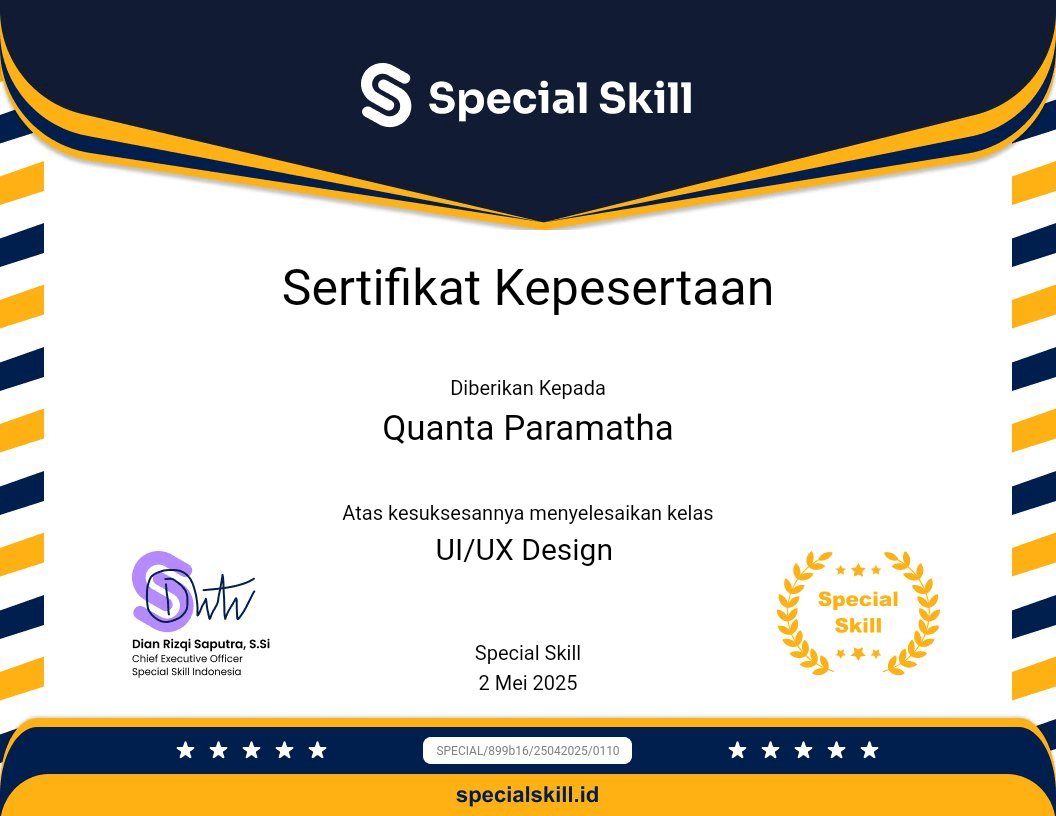 Special Skill
Sertifikat Kepesertaan
Diberikan Kepada
Quanta Paramatha
Atas kesuksesannya menyelesaikan kelas
UI/UX Design
Dian Rizqi Saputra, S.Si
Chief Executive Officer
Special Skill Indonesia
Special Skill
2 Mei 2025
Special
Skill
SPECIAL/899b16/25042025/0110
specialskill.id